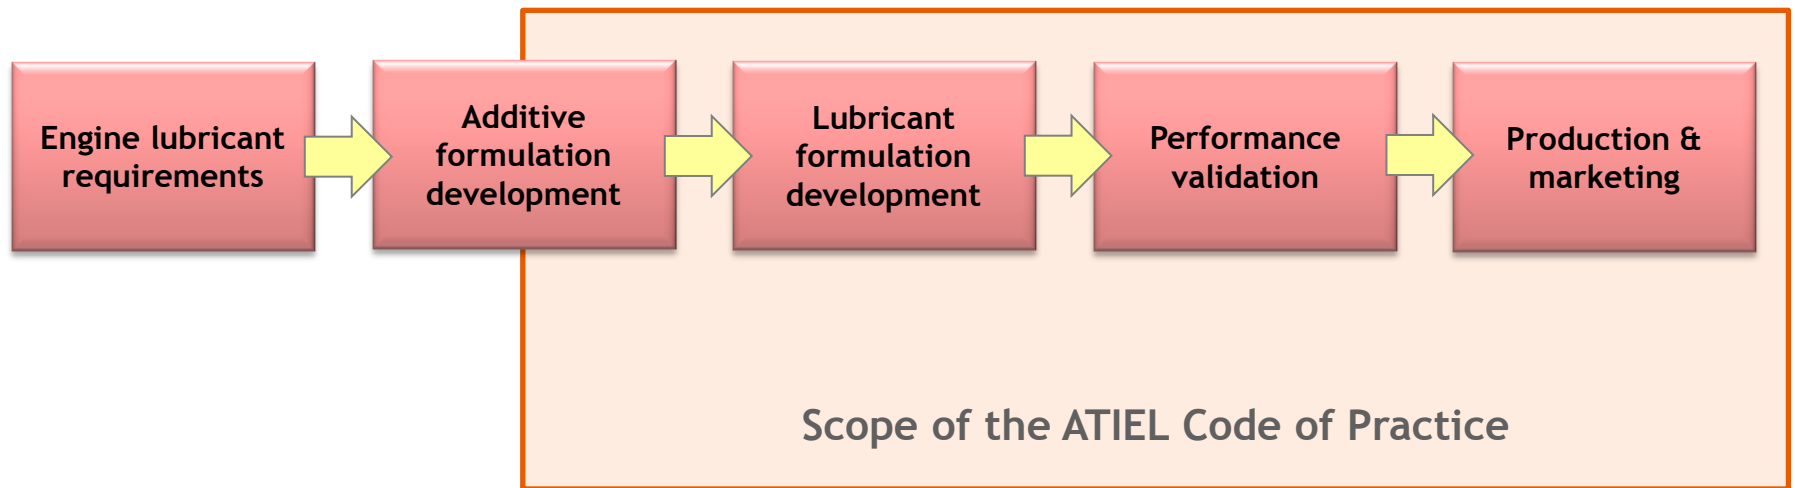 Engine lubricant
requirements
Additive
formulation
development
Lubricant
formulation
development
Performance
validation
Production &
marketing
Scope of the ATIEL Code of Practice